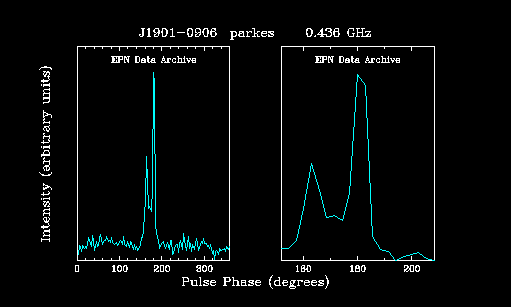 J1901-0906 parkes 0.436 GHz
EPN Data Archive
EPN Data Archive
Intensity (arbitrary units)
0 100 200 300
180 180 200
Pulse Phase (degrees)